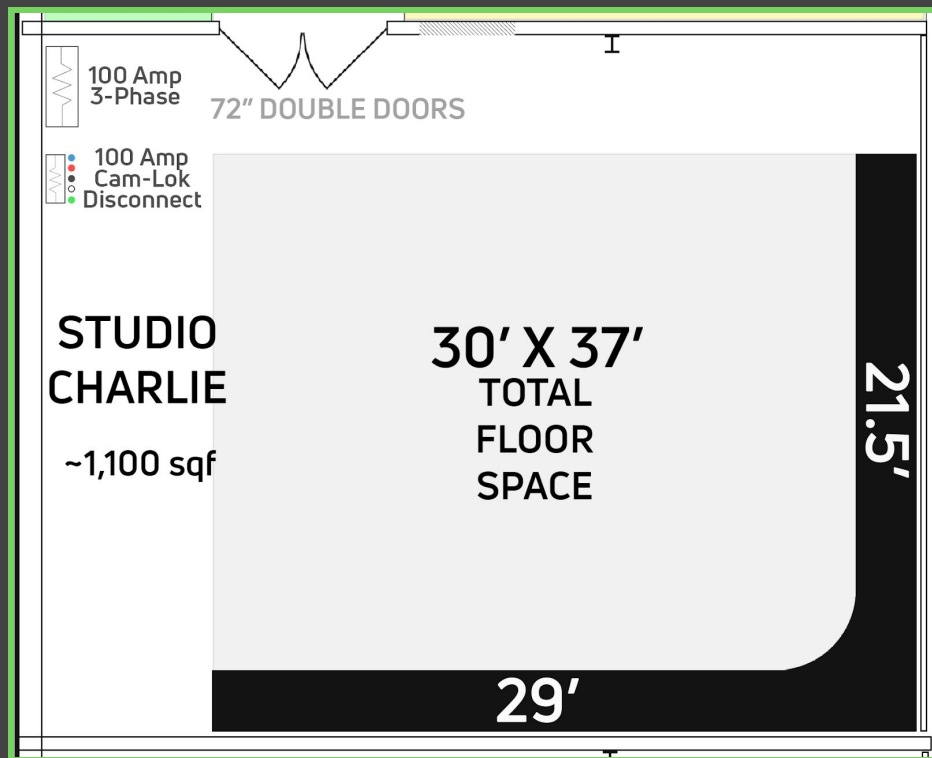 100 Amp
3-Phase
72" DOUBLE DOORS
100 Amp
Cam-Lok
Disconnect
STUDIO
CHARLIE
~1,100 sqf
30' X 37'
TOTAL
FLOOR
SPACE
21.5'
29'